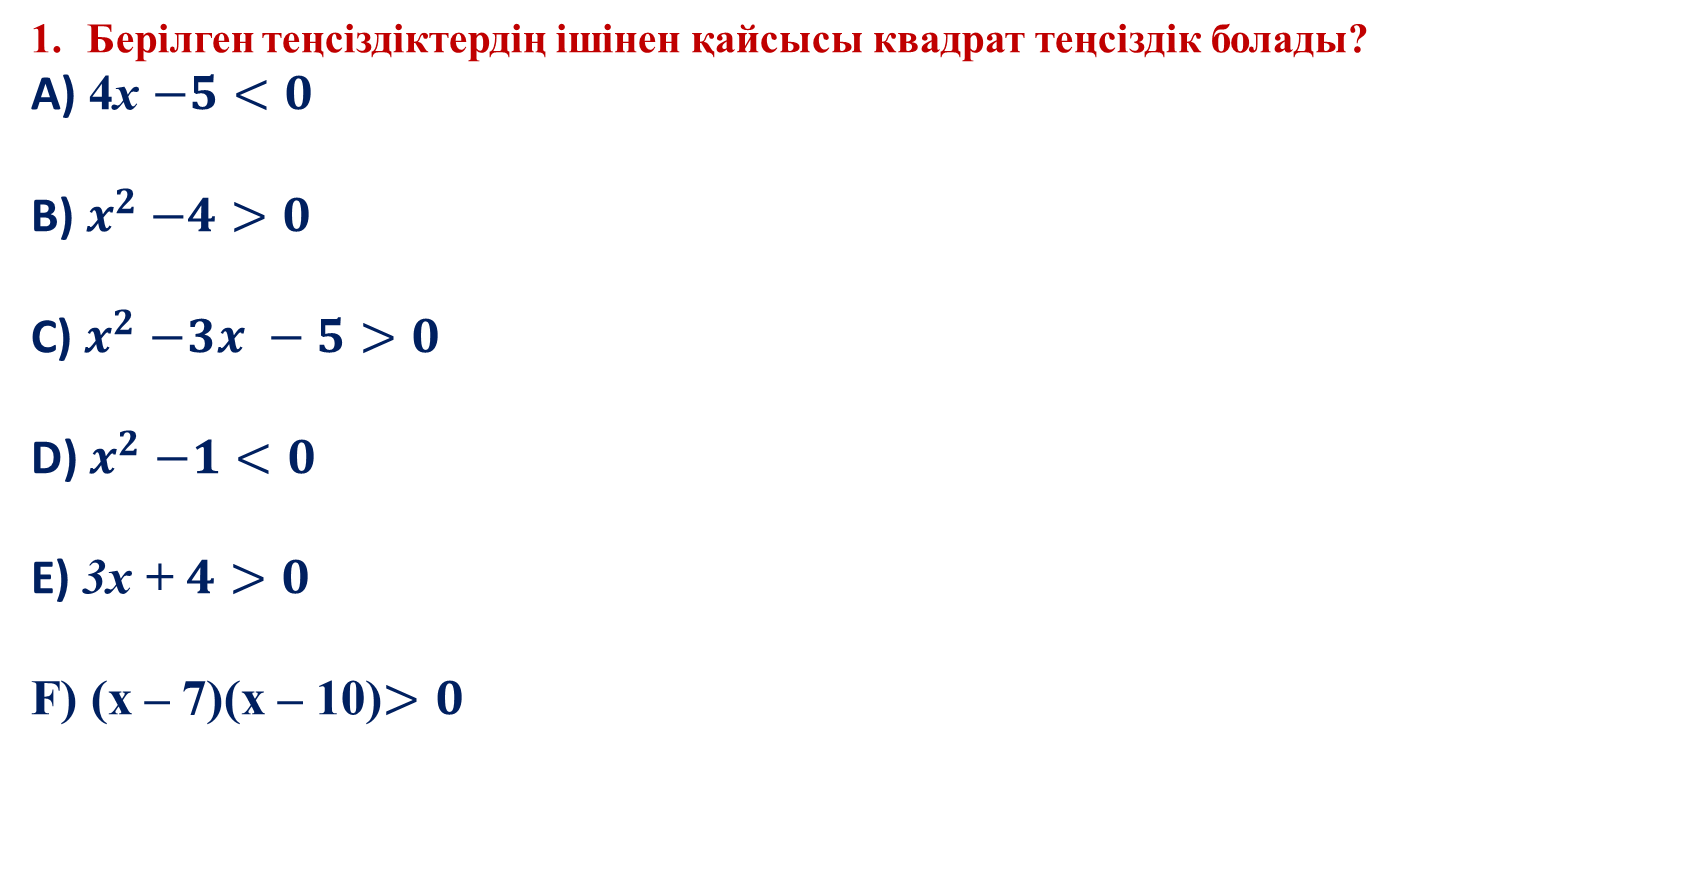 1. Берілген теңсіздіктердің ішінен қайсысы квадрат теңсіздік болады?
A) 4x −5 < 0
B) x² −4 > 0
C) x² −3x − 5 > 0
D) x² −1 < 0
E) 3x + 4 > 0
F) (x – 7)(x – 10)> 0